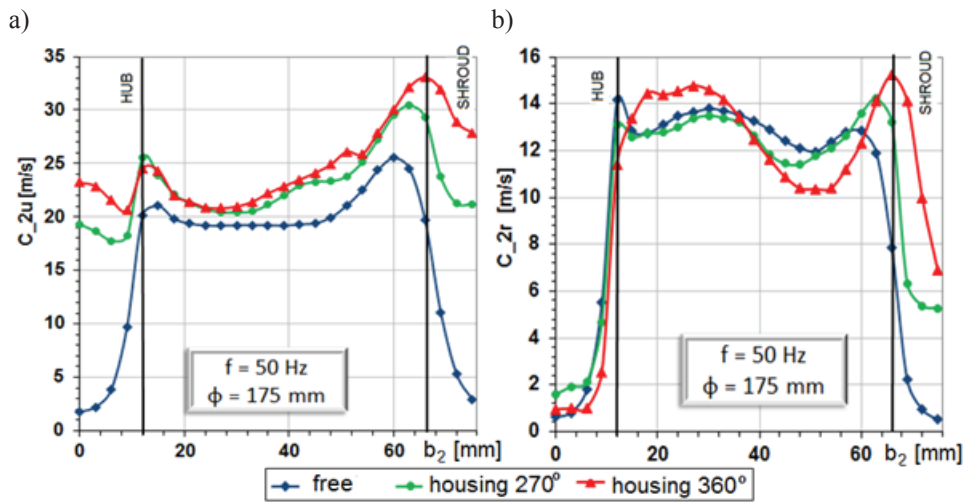 a)
b)
C_2u [m/s]
35
30
25
20
15
10
5
0
0
20
40
60
b₂ [mm]
HUB
SHROUD
f = 50 Hz
ϕ = 175 mm
C_2r [m/s]
16
14
12
10
8
6
4
2
0
0
20
40
60
b₂ [mm]
HUB
SHROUD
f = 50 Hz
ϕ = 175 mm
free
housing 270°
housing 360°